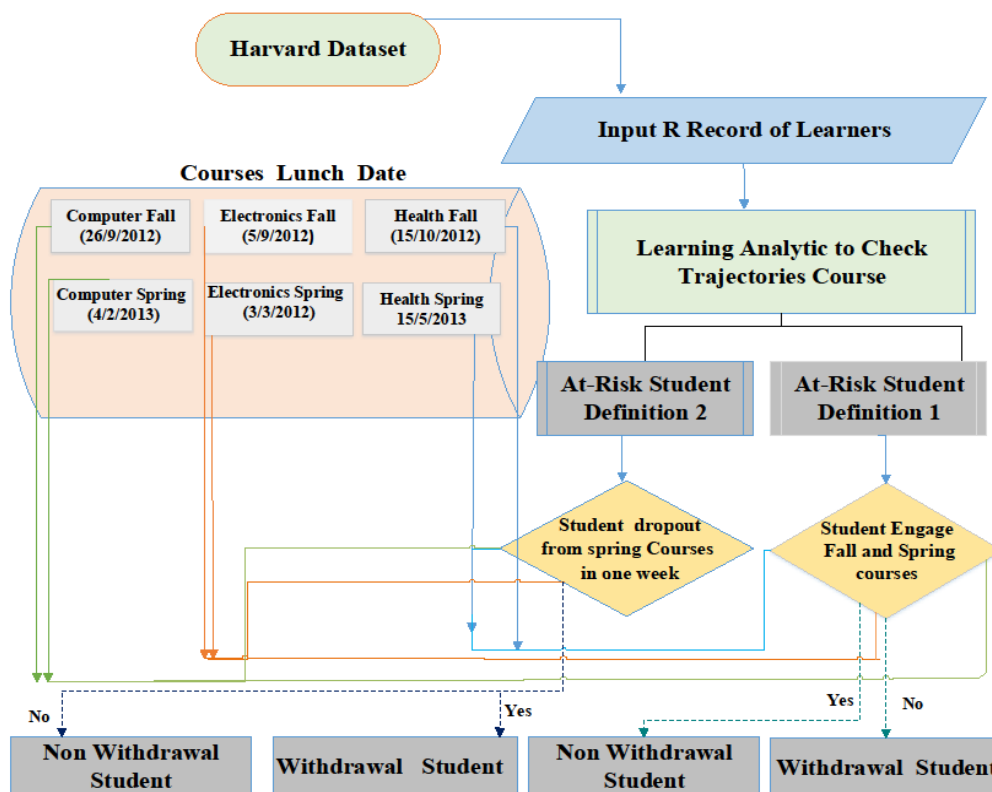 Harvard Dataset
Input R Record of Learners
Courses Lunch Date
Computer Fall
(26/9/2012)
Electronics Fall
(5/9/2012)
Health Fall
(15/10/2012)
Computer Spring
(4/2/2013)
Electronics Spring
(3/3/2012)
Health Spring
15/5/2013
Learning Analytic to Check
Trajectories Course
At-Risk Student
Definition 2
At-Risk Student
Definition 1
Student dropout
from spring Courses
in one week
Student Engage
Fall and Spring
courses
No
Yes
Yes
No
Non Withdrawal
Student
Withdrawal Student
Non Withdrawal
Student
Withdrawal Student